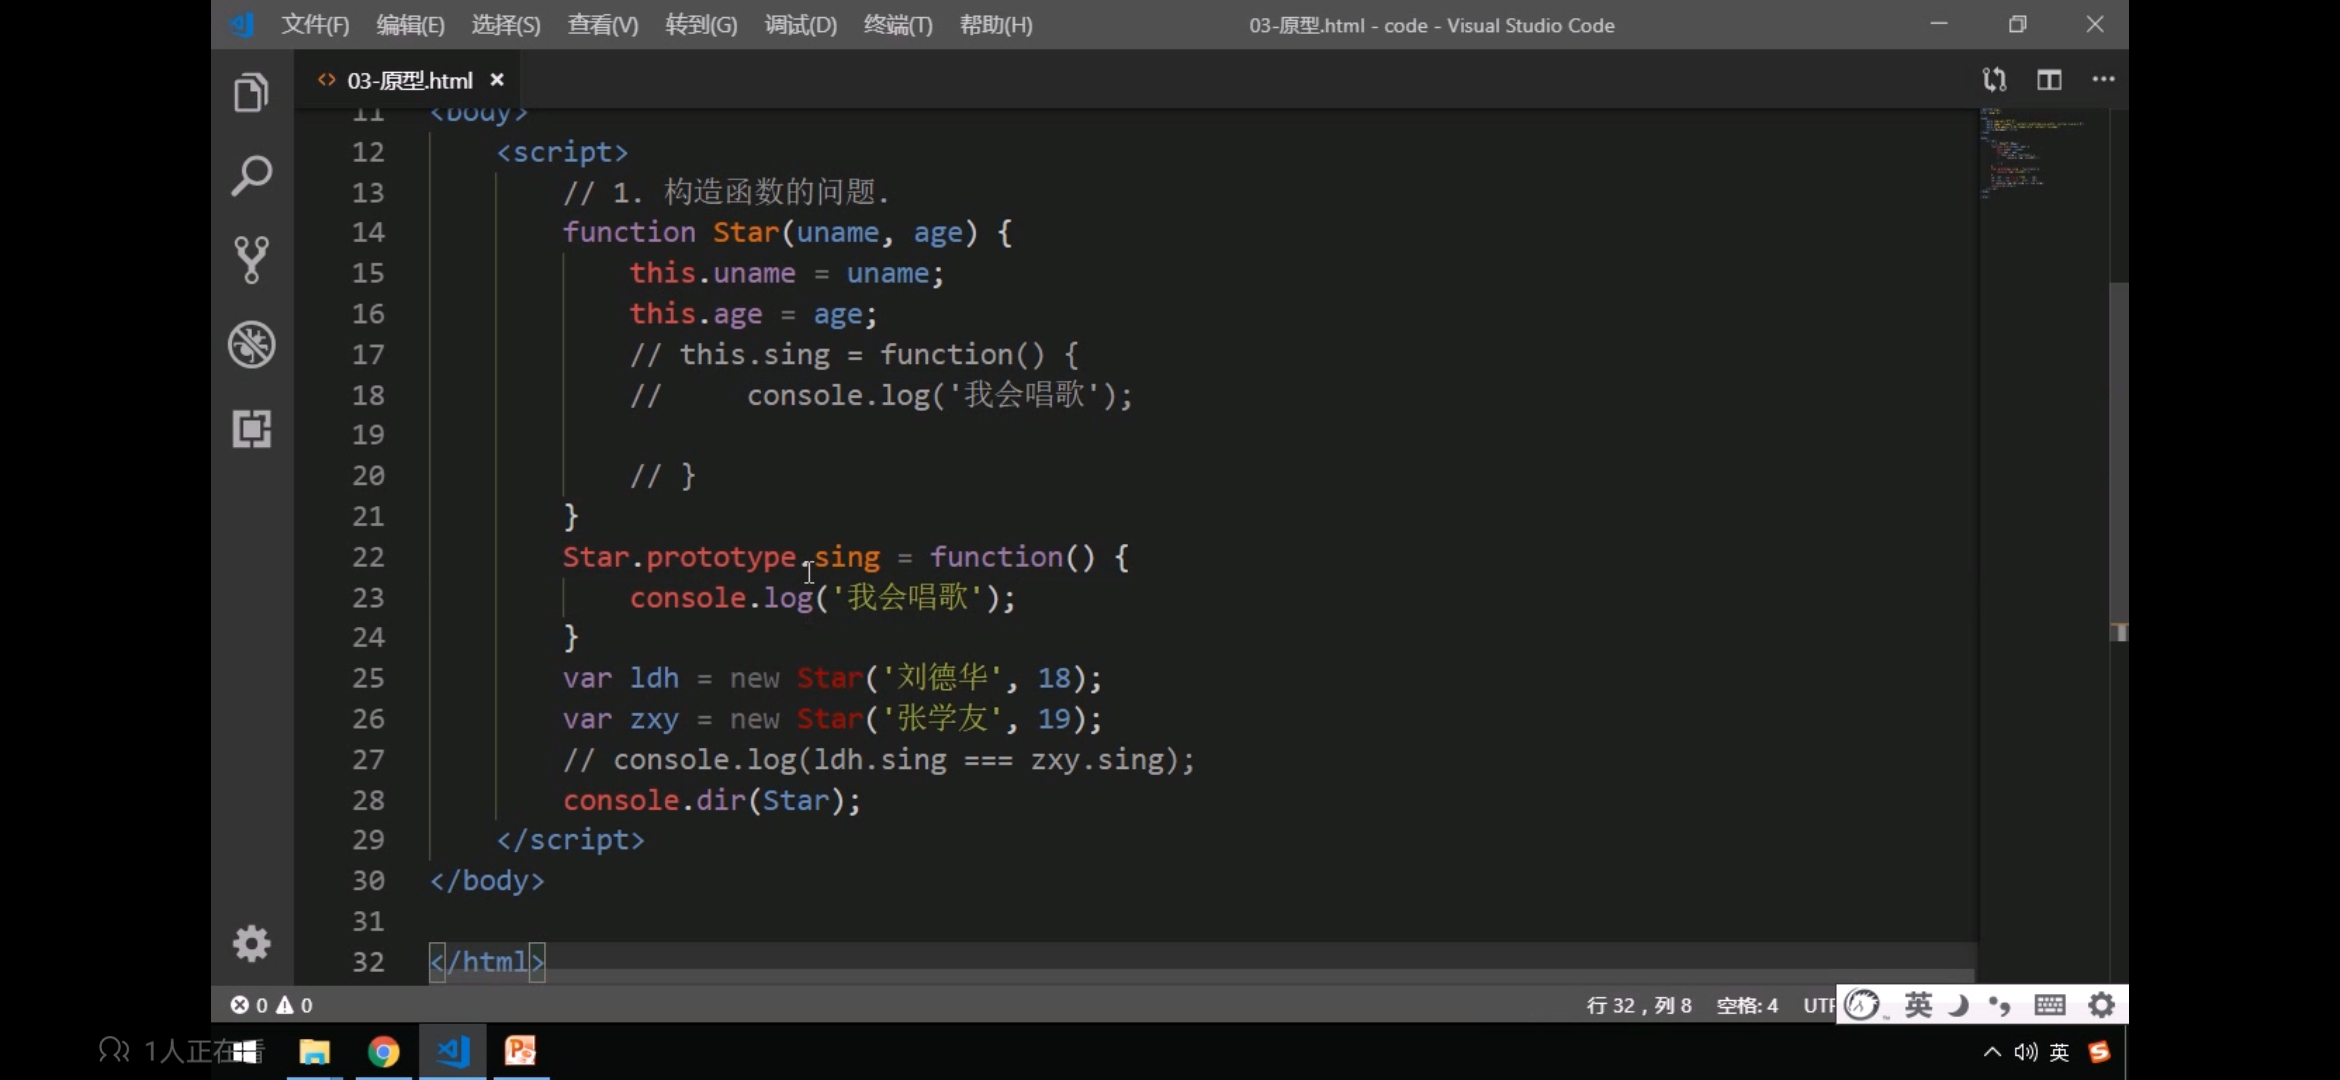 文件(F) 编辑(E) 选择(S) 查看(V) 转到(G) 调试(D) 终端(T) 帮助(H) 03-原型.html - code - Visual Studio Code
03-原型.html
11 <body>
12 <script>
13 // 1. 构造函数的问题.
14 function Star(uname, age) {
15 this.uname = uname;
16 this.age = age;
17 // this.sing = function() {
18 //     console.log('我会唱歌');
19
20 // }
21 }
22 Star.prototype.sing = function() {
23 console.log('我会唱歌');
24 }
25 var ldh = new Star('刘德华', 18);
26 var zxy = new Star('张学友', 19);
27 // console.log(ldh.sing === zxy.sing);
28 console.dir(Star);
29 </script>
30 </body>
31
32 </html>
0 0 行 32，列 8 空格: 4 UTF 英
1人正在看 英